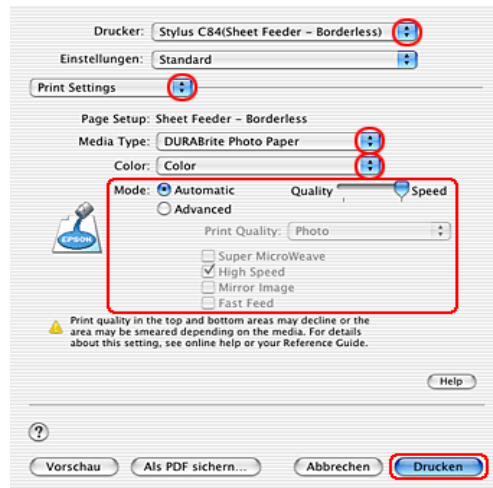 Drucker: Stylus C84(Sheet Feeder – Borderless)
Einstellungen: Standard
Print Settings
Page Setup: Sheet Feeder – Borderless
Media Type: DURABrite Photo Paper
Color: Color
Mode: Automatic Quality Speed
Advanced
Print Quality: Photo
Super MicroWeave
High Speed
Mirror Image
Fast Feed
EPSON
Print quality in the top and bottom areas may decline or the
area may be smeared depending on the media. For details
about this setting, see online help or your Reference Guide.
Help
?
Vorschau Als PDF sichern... Abbrechen Drucken